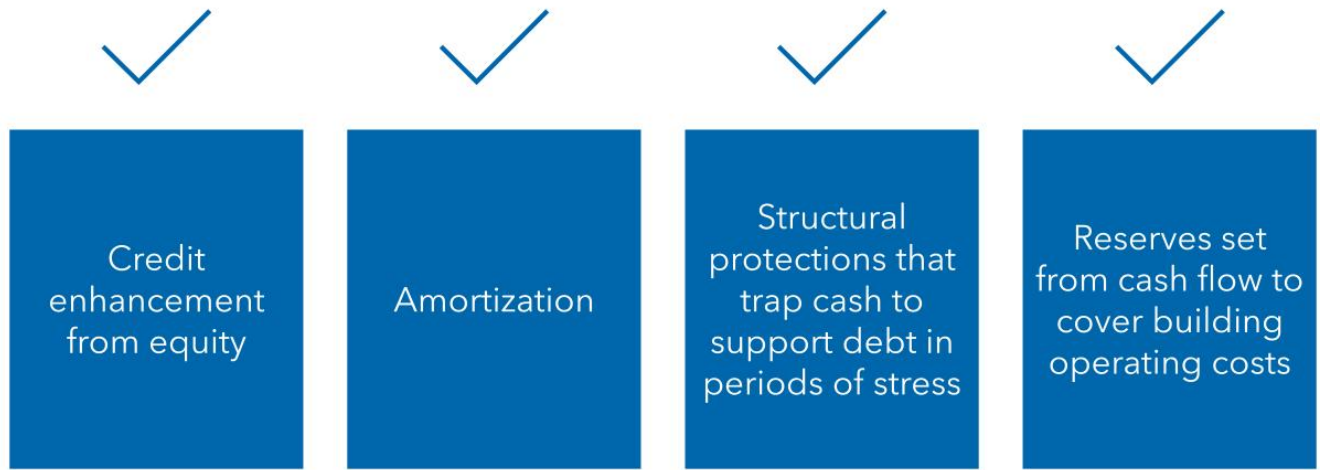 Credit
enhancement
from equity
Amortization
Structural
protections that
trap cash to
support debt in
periods of stress
Reserves set
from cash flow to
cover building
operating costs